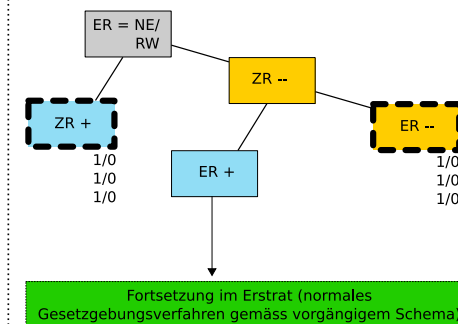 ER = NE/
RW
ZR --
ZR +
ER --
1/0
1/0
1/0
1/0
1/0
1/0
ER +
Fortsetzung im Erstrat (normales
Gesetzgebungsverfahren gemäss vorgängigem Schema)